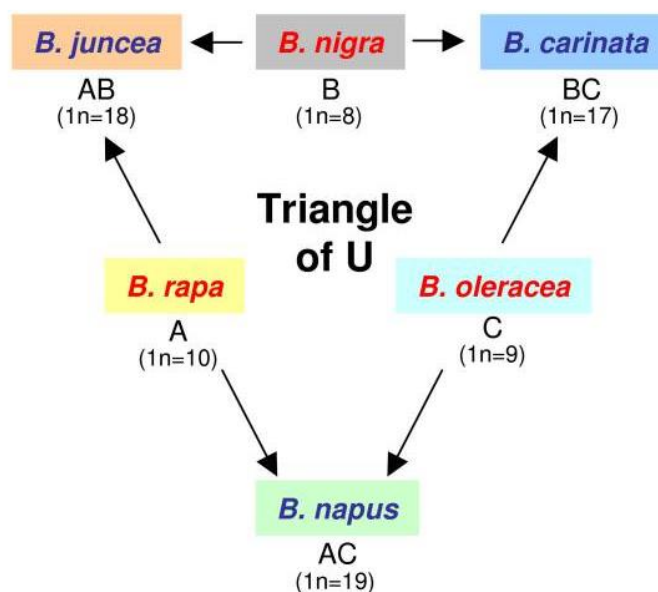 B. juncea
B. nigra
B. carinata
AB
(1n=18)
B
(1n=8)
BC
(1n=17)
Triangle
of U
B. rapa
B. oleracea
A
(1n=10)
C
(1n=9)
B. napus
AC
(1n=19)